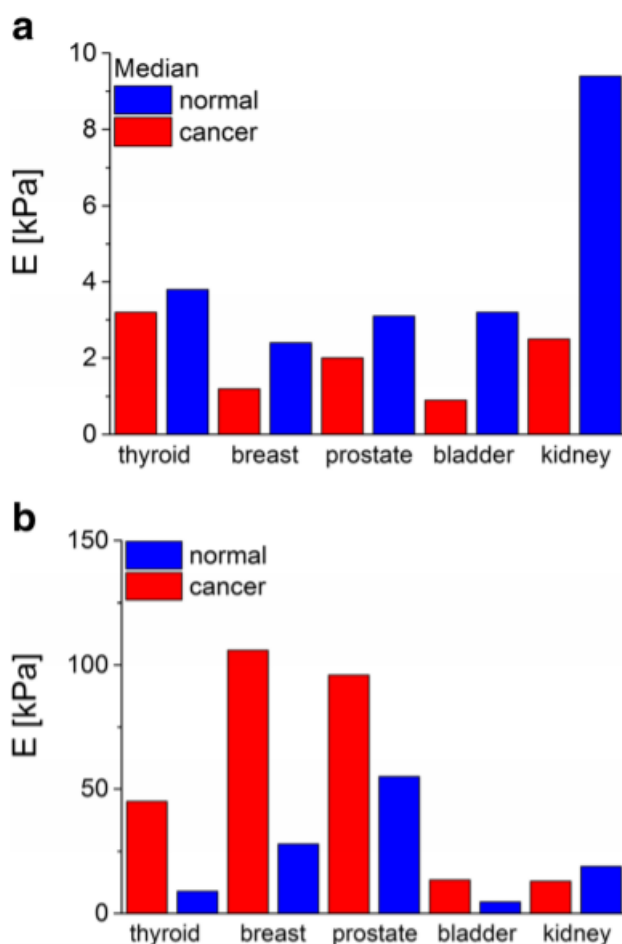 a
10
8
6
4
2
0
E [kPa]
Median
normal
cancer
thyroid breast prostate bladder kidney
b
150
100
50
0
E [kPa]
normal
cancer
thyroid breast prostate bladder kidney